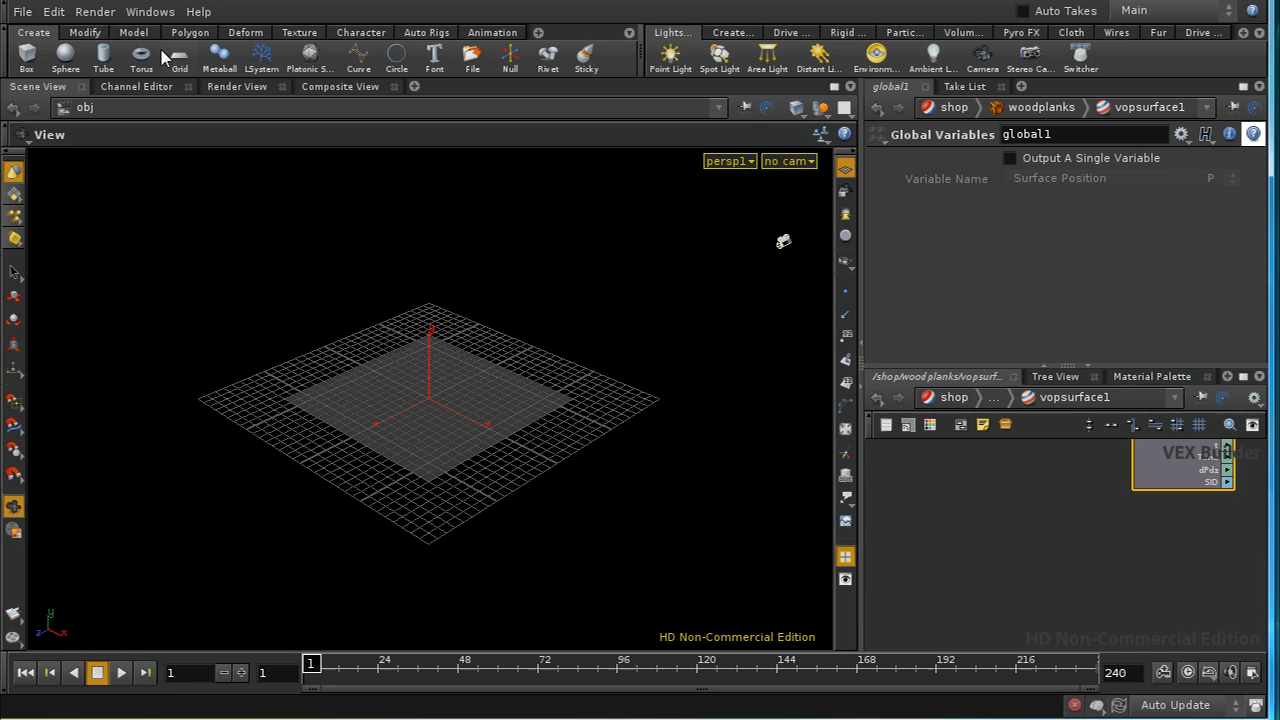 File Edit Render Windows Help Auto Takes Main
Create Modify Model Polygon Deform Texture Character Auto Rigs Animation Lights... Create... Drive ... Rigid ... Partic... Volum... Pyro FX Cloth Wires Fur Drive ...
Box Sphere Tube Torus Grid Metaball LSystem Platonic S... Curve Circle Font File Null Rivet Sticky Point Light Spot Light Area Light Distant Li... Environm... Ambient L... Camera Stereo Ca... Switcher
Scene View Channel Editor Render View Composite View global1 Take List
obj shop woodplanks vopsurface1
View Global Variables global1
persp1 no cam Output A Single Variable
Variable Name Surface Position P
/shop/woodplanks/vopsurf... Tree View Material Palette
shop ... vopsurface1
VEX Builder
dPdz
SID
HD Non-Commercial Edition HD Non-Commercial Edition
y
z x
1 1 1 24 48 72 96 120 144 168 192 216 240
Auto Update